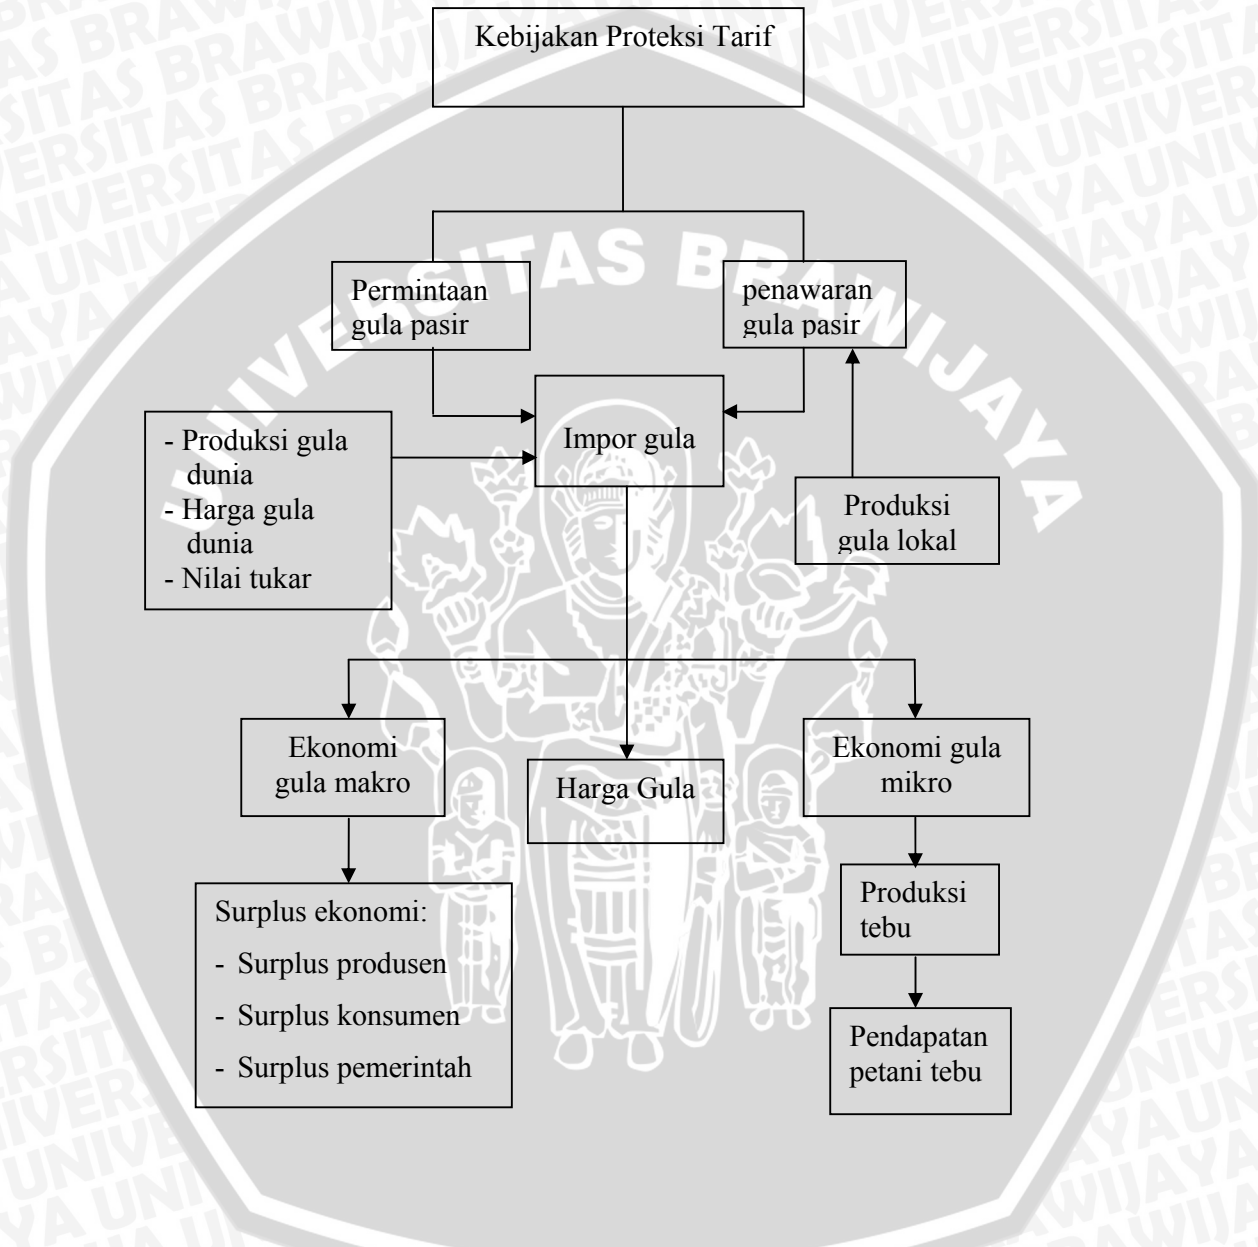 Kebijakan Proteksi Tarif
UNIVERSITAS BRAWIJAYA
Permintaan
gula pasir
penawaran
gula pasir
Impor gula
- Produksi gula
dunia
- Harga gula
dunia
- Nilai tukar
Produksi
gula lokal
Ekonomi
gula makro
Harga Gula
Ekonomi gula
mikro
Surplus ekonomi:
- Surplus produsen
- Surplus konsumen
- Surplus pemerintah
Produksi
tebu
Pendapatan
petani tebu